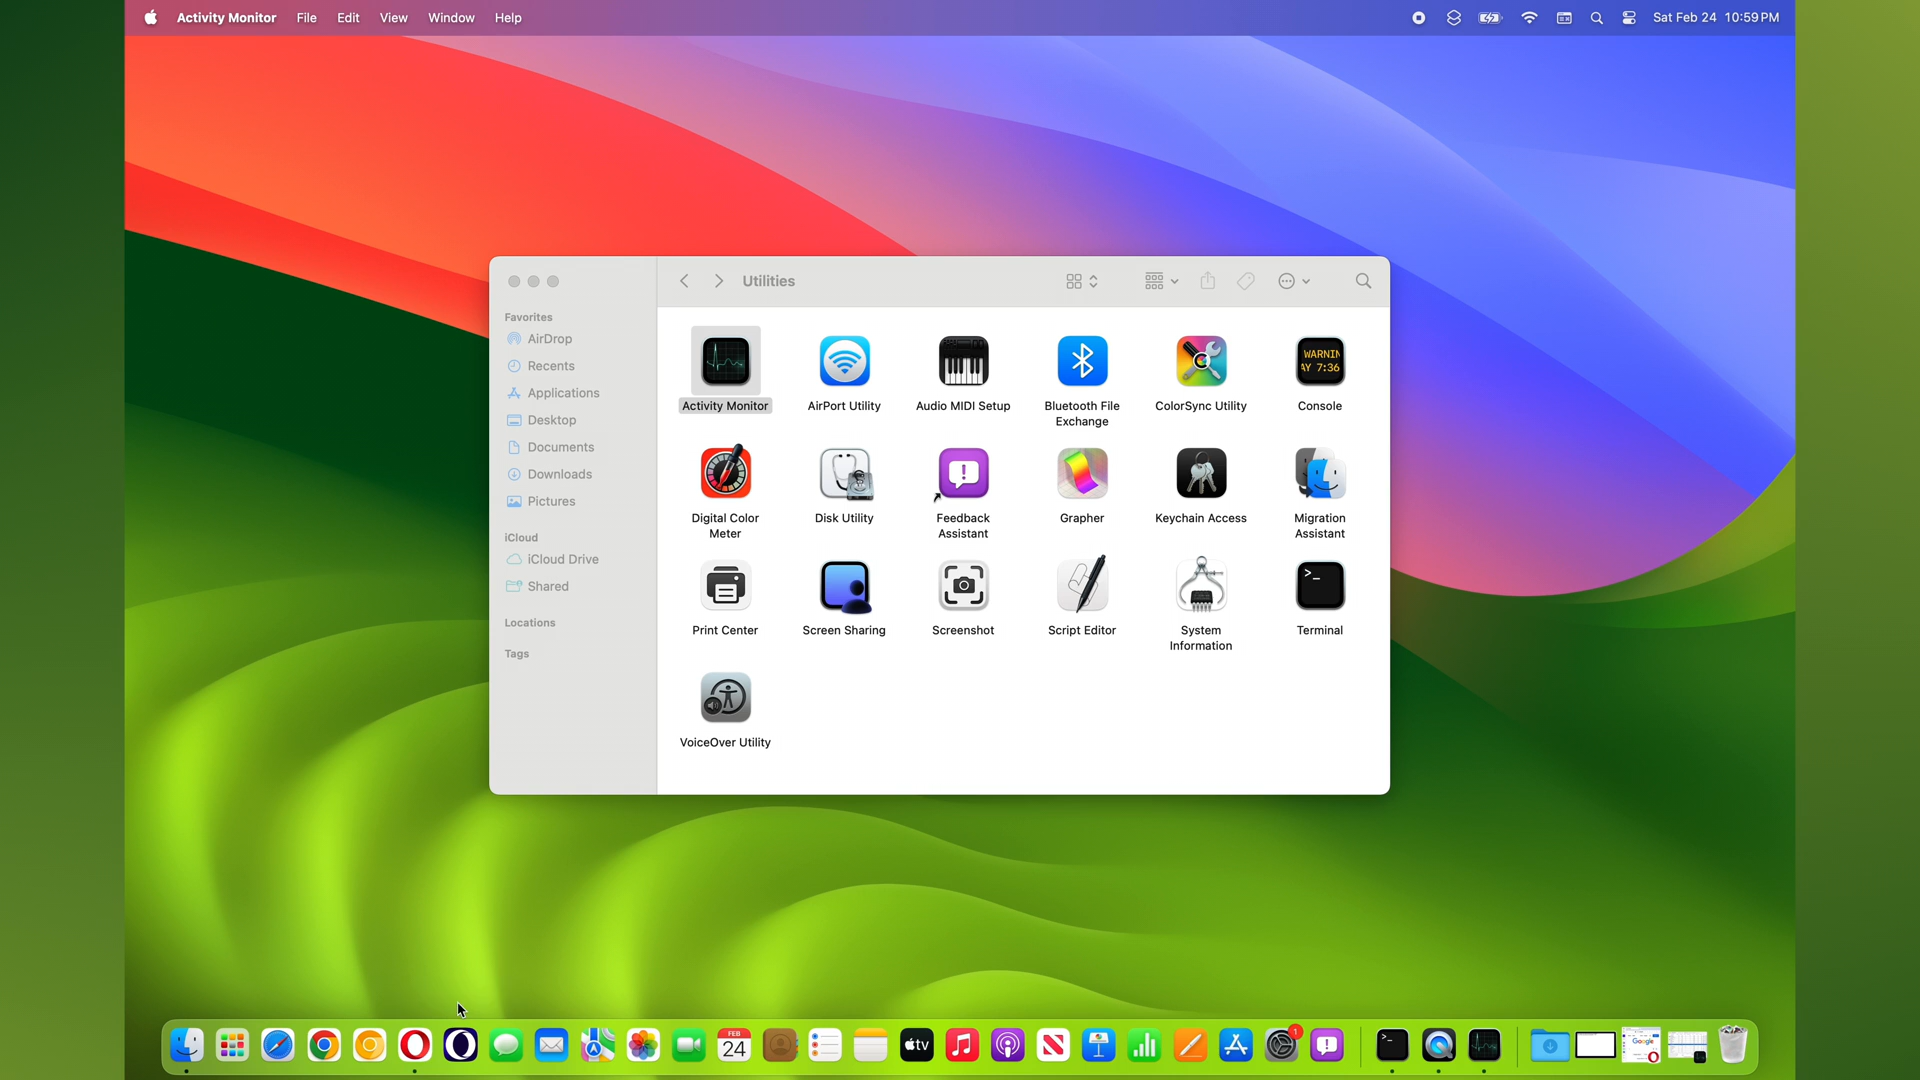 Activity Monitor File Edit View Window Help Sat Feb 24 10:59 PM
Utilities
Favorites
AirDrop
Recents
Applications
Desktop
Documents
Downloads
Pictures
iCloud
iCloud Drive
Shared
Locations
Tags
WARNIN
AY 7:36
Activity Monitor AirPort Utility Audio MIDI Setup Bluetooth File Exchange ColorSync Utility Console
Digital Color Meter Disk Utility Feedback Assistant Grapher Keychain Access Migration Assistant
>_
Print Center Screen Sharing Screenshot Script Editor System Information Terminal
VoiceOver Utility
FEB
24
tv
1
>_
Google